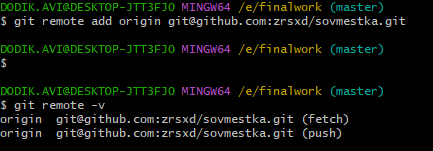 DODIK.AVI@DESKTOP-JTT3FJO MINGW64 /e/finalwork (master)
$ git remote add origin git@github.com:zrsxd/sovmestka.git
DODIK.AVI@DESKTOP-JTT3FJO MINGW64 /e/finalwork (master)
$
DODIK.AVI@DESKTOP-JTT3FJO MINGW64 /e/finalwork (master)
$ git remote -v
origin  git@github.com:zrsxd/sovmestka.git (fetch)
origin  git@github.com:zrsxd/sovmestka.git (push)